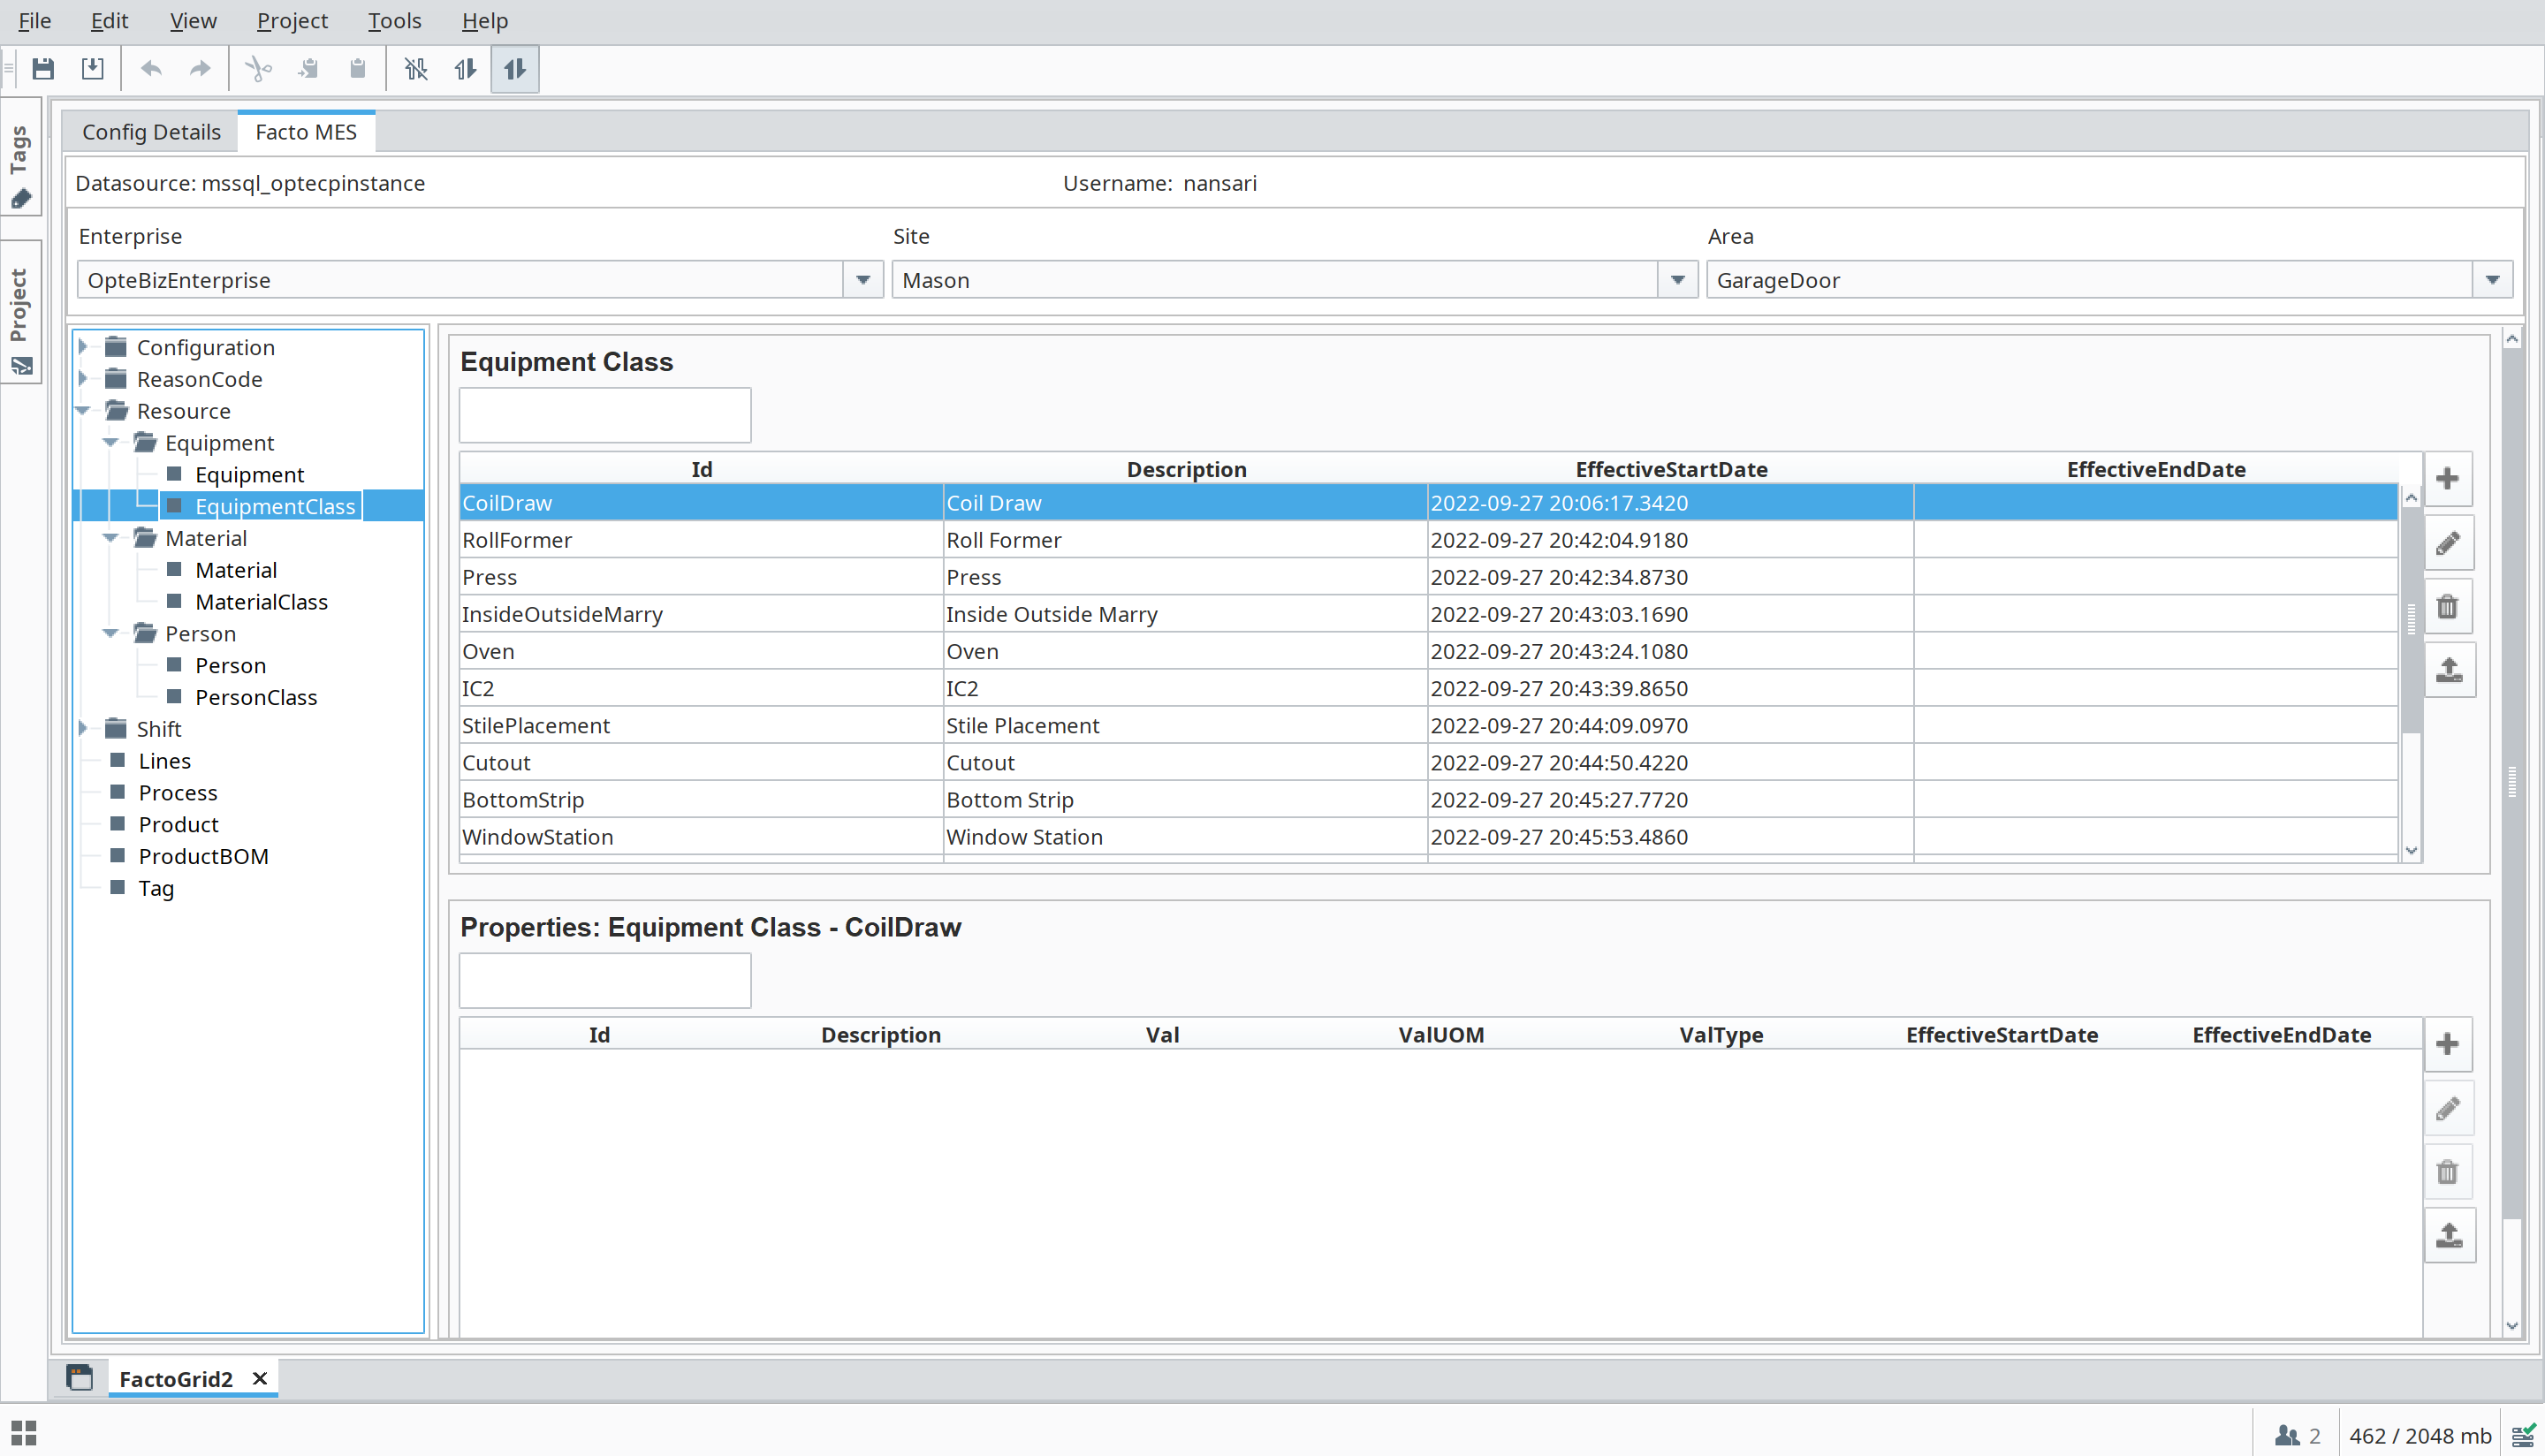 File Edit View Project Tools Help
Tags
Project
Config Details Facto MES
Datasource: mssql_optecpinstance Username: nansari
Enterprise Site Area
OpteBizEnterprise Mason GarageDoor
Configuration
ReasonCode
Resource
Equipment
Equipment
EquipmentClass
Material
Material
MaterialClass
Person
Person
PersonClass
Shift
Lines
Process
Product
ProductBOM
Tag
Equipment Class
Id Description EffectiveStartDate EffectiveEndDate
CoilDraw Coil Draw 2022-09-27 20:06:17.3420
RollFormer Roll Former 2022-09-27 20:42:04.9180
Press Press 2022-09-27 20:42:34.8730
InsideOutsideMarry Inside Outside Marry 2022-09-27 20:43:03.1690
Oven Oven 2022-09-27 20:43:24.1080
IC2 IC2 2022-09-27 20:43:39.8650
StilePlacement Stile Placement 2022-09-27 20:44:09.0970
Cutout Cutout 2022-09-27 20:44:50.4220
BottomStrip Bottom Strip 2022-09-27 20:45:27.7720
WindowStation Window Station 2022-09-27 20:45:53.4860
Properties: Equipment Class - CoilDraw
Id Description Val ValUOM ValType EffectiveStartDate EffectiveEndDate
FactoGrid2
2 462 / 2048 mb